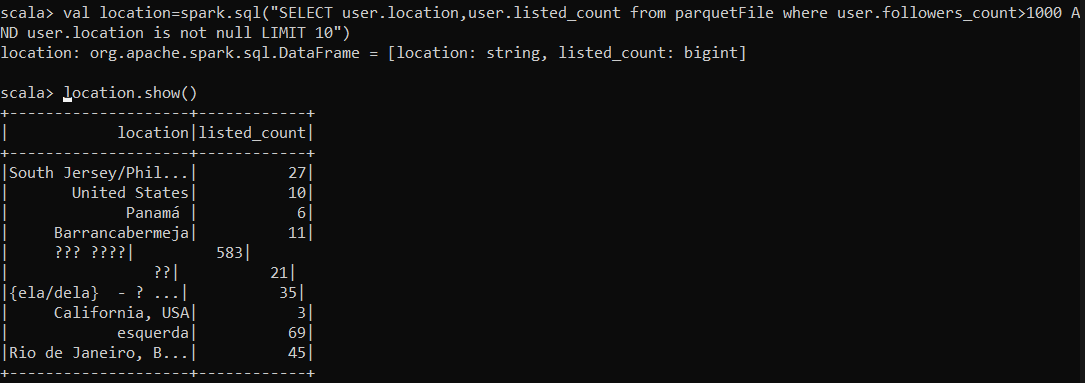 scala> val location=spark.sql("SELECT user.location,user.listed_count from parquetFile where user.followers_count>1000 A
ND user.location is not null LIMIT 10")
location: org.apache.spark.sql.DataFrame = [location: string, listed_count: bigint]
scala> location.show()
+--------------------+------------+
|            location|listed_count|
+--------------------+------------+
|South Jersey/Phil...|          27|
|       United States|          10|
|             Panamá |           6|
|     Barrancabermeja|          11|
|     ??? ????|         583|
|                ??|          21|
|{ela/dela}  - ? ...|          35|
|     California, USA|           3|
|            esquerda|          69|
|Rio de Janeiro, B...|          45|
+--------------------+------------+